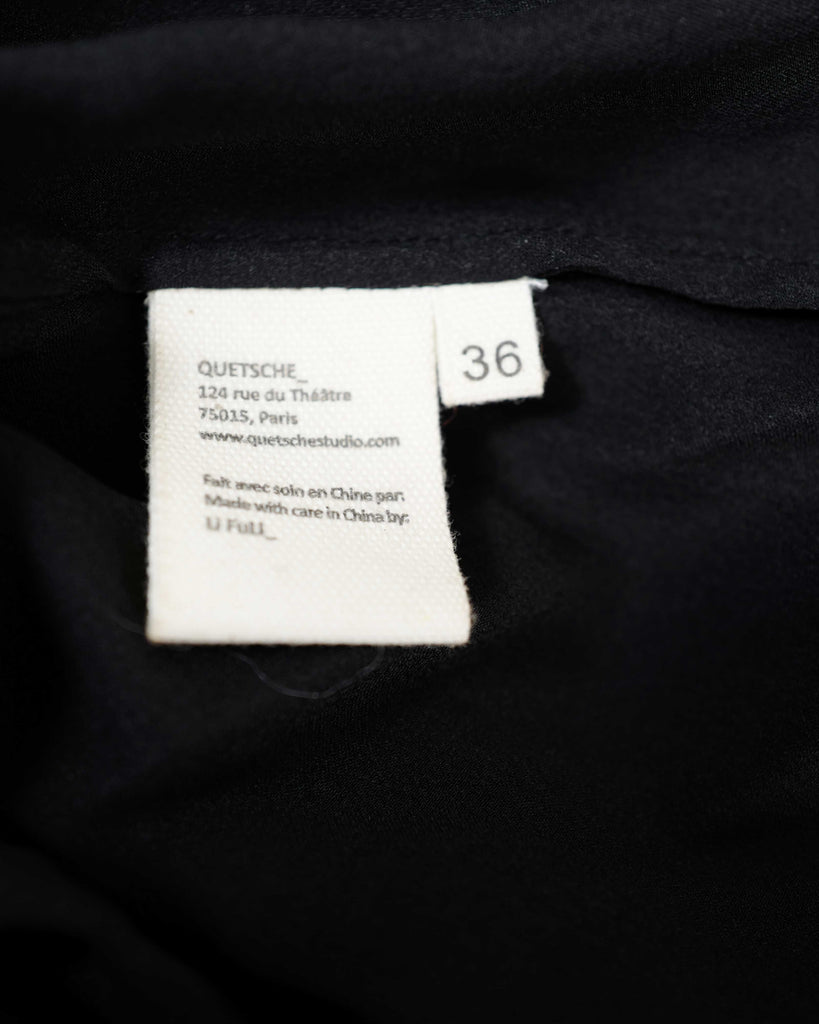 QUETSCHE_
124 rue du Théâtre
75015, Paris
www.quetschestudio.com
Fait avec soin en Chine par:
Made with care in China by:
LI FuLI_
36